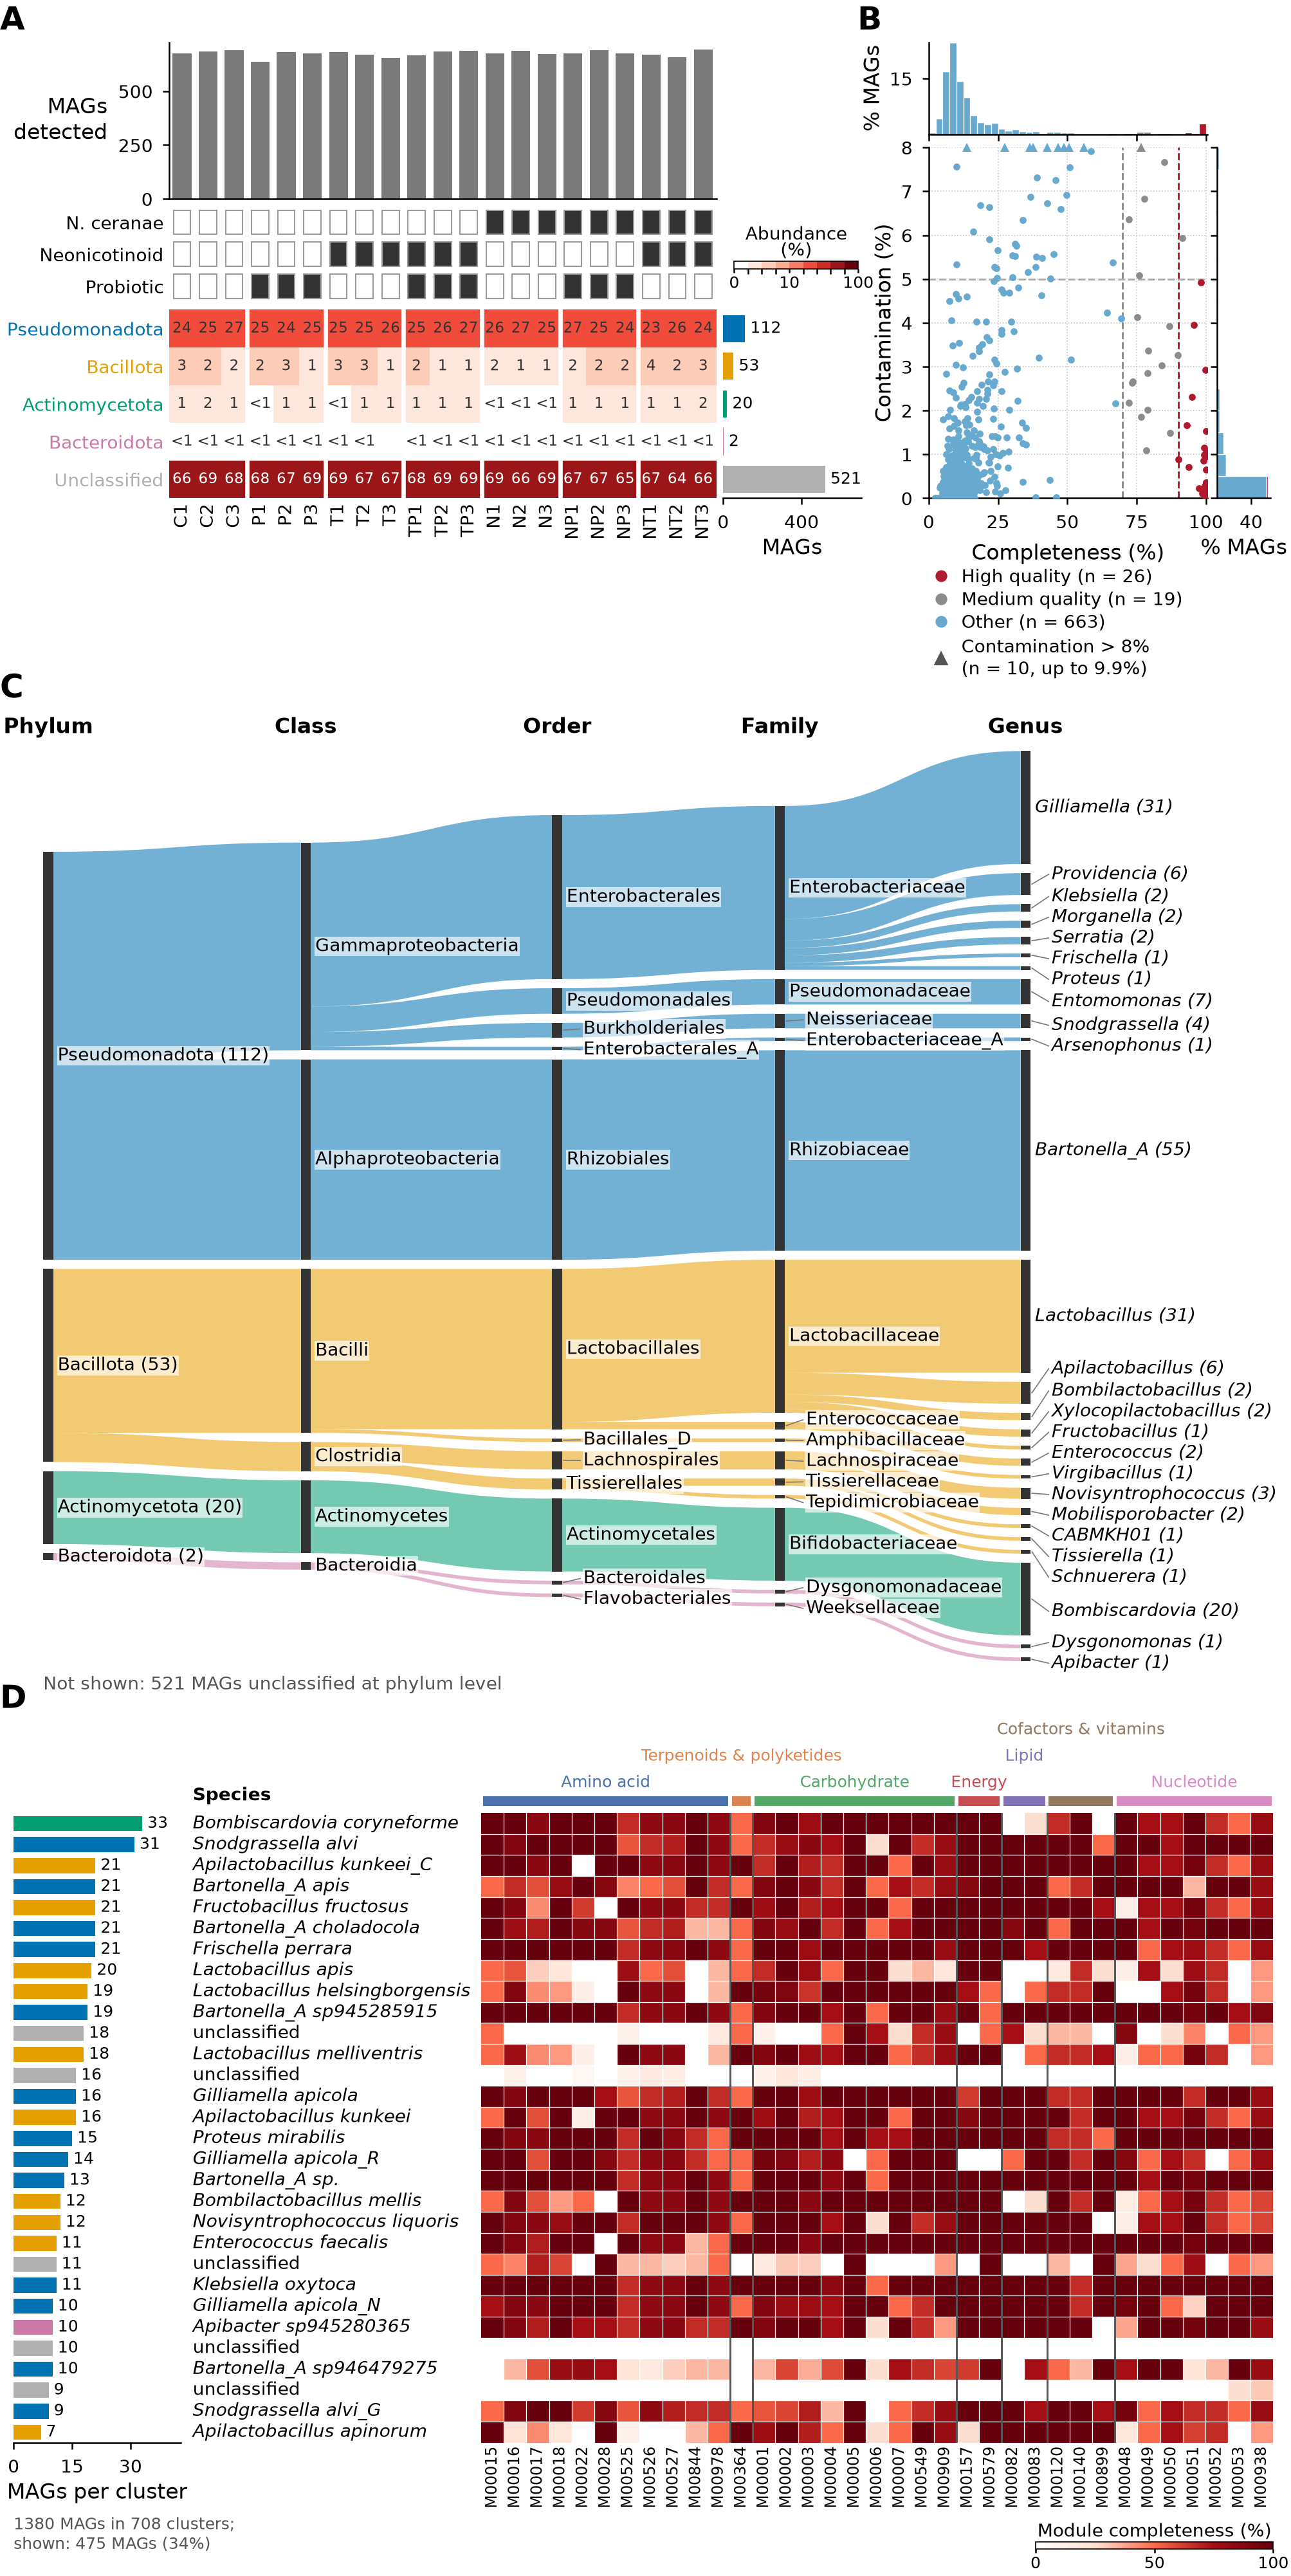 A
B
MAGs
detected
500
250
0
N. ceranae
Neonicotinoid
Probiotic
Abundance
(%)
0 10 100
Pseudomonota 24 25 27 25 24 25 25 25 26 25 26 27 26 27 25 27 25 24 23 26 24 112
Bacillota 3 2 2 2 3 1 3 3 1 2 1 1 2 1 1 2 2 2 4 2 3 53
Actinomycetota 1 2 1 <1 1 1 <1 1 1 1 1 1 <1 <1 <1 1 1 1 1 1 2 20
Bacteroidota <1 <1 <1 <1 <1 <1 <1 <1 <1 <1 <1 <1 <1 <1 <1 <1 <1 <1 <1 <1 2
Unclassified 66 69 68 68 67 69 69 67 67 68 69 69 69 66 69 67 67 65 67 64 66 521
C1 C2 C3 P1 P2 P3 T1 T2 T3 TP1 TP2 TP3 N1 N2 N3 NP1 NP2 NP3 NT1 NT2 NT3
0 400
MAGs
% MAGs
15
Contamination (%)
8
7
6
5
4
3
2
1
0
0 25 50 75 100 40
Completeness (%) % MAGs
High quality (n = 26)
Medium quality (n = 19)
Other (n = 663)
Contamination > 8%
(n = 10, up to 9.9%)
C
Phylum Class Order Family Genus
Pseudomonadota (112)
Bacillota (53)
Actinomycetota (20)
Bacteroidota (2)
Gammaproteobacteria
Alphaproteobacteria
Bacilli
Clostridia
Actinomycetes
Bacteroidia
Enterobacterales
Pseudomonadales
Burkholderiales
Enterobacterales_A
Rhizobiales
Lactobacillales
Bacillales_D
Lachnospirales
Tissierellales
Actinomycetales
Bacteroidales
Flavobacteriales
Enterobacteriaceae
Pseudomonadaceae
Neisseriaceae
Enterobacteriaceae_A
Rhizobiaceae
Lactobacillaceae
Enterococcaceae
Amphibacillaceae
Lachnospiraceae
Tissierellaceae
Tepidimicrobiaceae
Bifidobacteriaceae
Dysgonomonadaceae
Weeksellaceae
Gilliamella (31)
Providencia (6)
Klebsiella (2)
Morganella (2)
Serratia (2)
Frischella (1)
Proteus (1)
Entomomonas (7)
Snodgrassella (4)
Arsenophonus (1)
Bartonella_A (55)
Lactobacillus (31)
Apilactobacillus (6)
Bombilactobacillus (2)
Xylocopilactobacillus (2)
Fructobacillus (1)
Enterococcus (2)
Virgibacillus (1)
Novisyntrophococcus (3)
Mobilisporobacter (2)
CABMKH01 (1)
Tissierella (1)
Schnuerera (1)
Bombiscardovia (20)
Dysgonomonas (1)
Apibacter (1)
Not shown: 521 MAGs unclassified at phylum level
D
Cofactors & vitamins
Terpenoids & polyketides Lipid
Amino acid Carbohydrate Energy Nucleotide
Species
33 Bombiscardovia coryneforme
31 Snodgrassella alvi
21 Apilactobacillus kunkeei_C
21 Bartonella_A apis
21 Fructobacillus fructosus
21 Bartonella_A choladocola
21 Frischella perrara
20 Lactobacillus apis
19 Lactobacillus helsingborgensis
19 Bartonella_A sp945285915
18 unclassified
18 Lactobacillus melliventris
16 unclassified
16 Gilliamella apicola
16 Apilactobacillus kunkeei
15 Proteus mirabilis
14 Gilliamella apicola_R
13 Bartonella_A sp.
12 Bombilactobacillus mellis
12 Novisyntrophococcus liquoris
11 Enterococcus faecalis
11 unclassified
11 Klebsiella oxytoca
10 Gilliamella apicola_N
10 Apibacter sp945280365
10 unclassified
10 Bartonella_A sp946479275
9 unclassified
9 Snodgrassella alvi_G
7 Apilactobacillus apinorum
0 15 30
MAGs per cluster
M00015 M00016 M00017 M00018 M00022 M00028 M00525 M00526 M00527 M00844 M00978 M00364 M00001 M00002 M00003 M00004 M00005 M00006 M00007 M00549 M00909 M00157 M00579 M00082 M00083 M00120 M00140 M00899 M00048 M00049 M00050 M00051 M00052 M00053 M00938
1380 MAGs in 708 clusters;
shown: 475 MAGs (34%)
Module completeness (%)
0 50 100